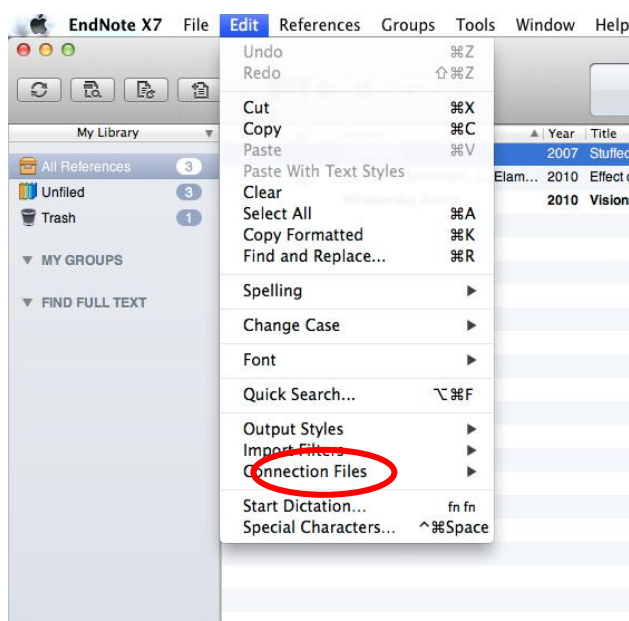 EndNote X7 File Edit References Groups Tools Window Help
Undo ⌘Z
Redo ⇧⌘Z
Cut ⌘X
Copy ⌘C
Paste ⌘V
Paste With Text Styles
Clear
Select All ⌘A
Copy Formatted ⌘K
Find and Replace... ⌘R
Spelling
Change Case
Font
Quick Search... ⌥⌘F
Output Styles
Import Filters
Connection Files
Start Dictation... fn fn
Special Characters... ^⌘Space
My Library
All References 3
Unfiled 3
Trash 1
MY GROUPS
FIND FULL TEXT
Year Title
2007 Stuffed
Elam... 2010 Effect
2010 Vision